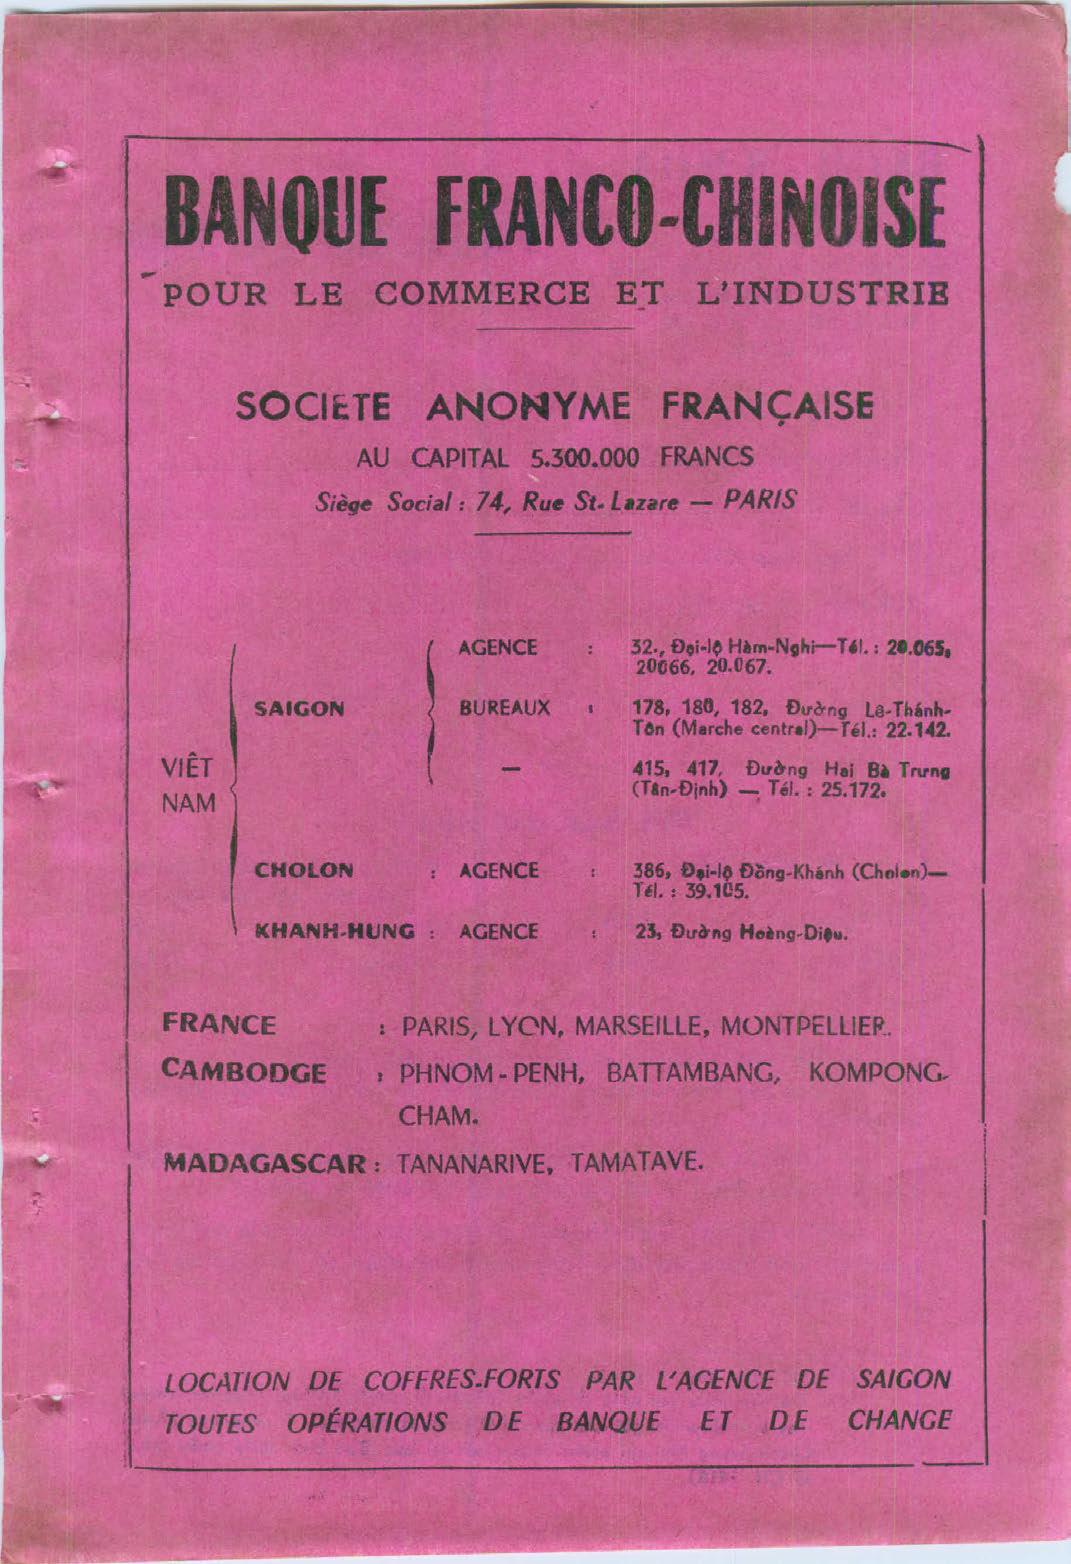 BANQUE FRANCO-CHINOISE
POUR LE COMMERCE ET L'INDUSTRIE
SOCIETE ANONYME FRANÇAISE
AU CAPITAL 5.300.000 FRANCS
Siège Social : 74, Rue St. Lazare — PARIS
VIÊT NAM
SAIGON
AGENCE : 32., Đại-lộ Hàm-Nghi—Tél. : 20.065,
20066, 20.067.
BUREAUX : 178, 180, 182, Đường Lê-Thánh-
Tôn (Marche central)—Tél.: 22.142.
— 415, 417, Đường Hai Bà Trưng
(Tân-Định) — Tél. : 25.172.
CHOLON : AGENCE : 386, Đại-lộ Đồng-Khánh (Cholon)—
Tél. : 39.105.
KHANH-HUNG : AGENCE : 23, Đường Hoàng-Diệu.
FRANCE : PARIS, LYON, MARSEILLE, MONTPELLIER.
CAMBODGE : PHNOM-PENH, BATTAMBANG, KOMPONG-
CHAM.
MADAGASCAR : TANANARIVE, TAMATAVE.
LOCATION DE COFFRES-FORTS PAR L'AGENCE DE SAIGON
TOUTES OPÉRATIONS DE BANQUE ET DE CHANGE